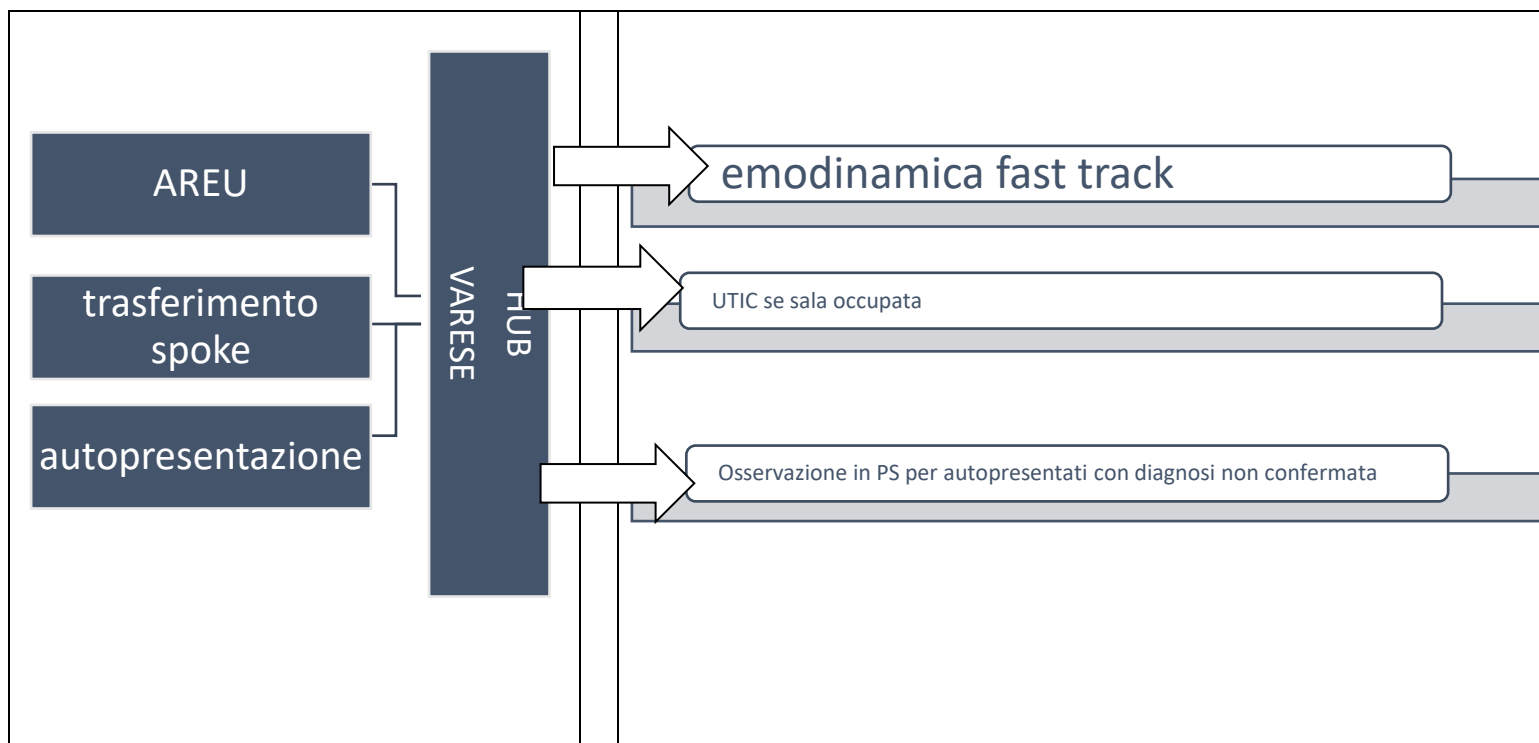 AREU
trasferimento
spoke
autopresentazione
HUB
VARESE
emodinamica fast track
UTIC se sala occupata
Osservazione in PS per autopresentati con diagnosi non confermata